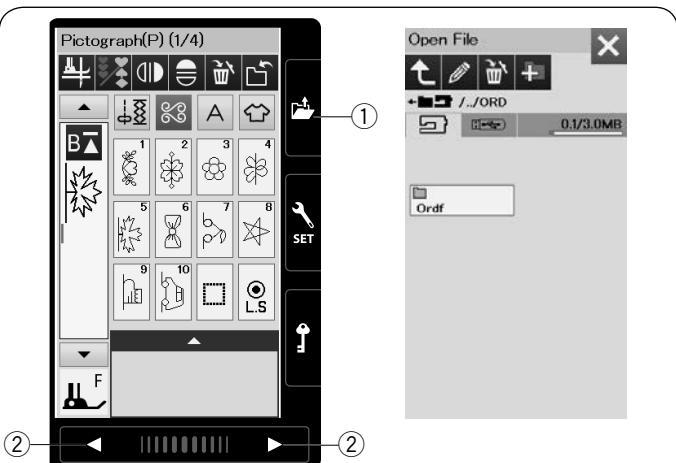 Pictograph(P) (1/4)
B
A
1
2
3
4
5
6
7
8
9
10
L.S
F
SET
①
②
②
Open File
/../ORD
0.1/3.0MB
Ordf